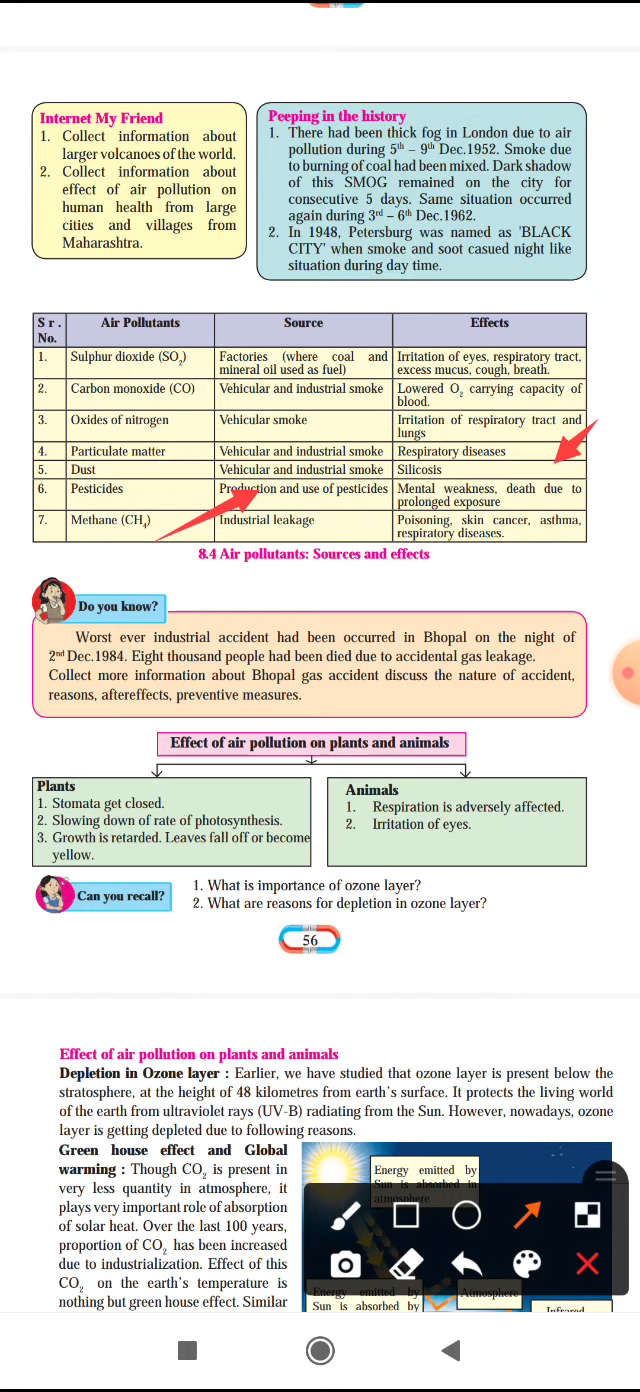 Internet My Friend
1. Collect information about
larger volcanoes of the world.
2. Collect information about
effect of air pollution on
human health from large
cities and villages from
Maharashtra.
Peeping in the history
1. There had been thick fog in London due to air
pollution during 5th – 9th Dec.1952. Smoke due
to burning of coal had been mixed. Dark shadow
of this SMOG remained on the city for
consecutive 5 days. Same situation occurred
again during 3rd – 6th Dec.1962.
2. In 1948, Petersburg was named as 'BLACK
CITY' when smoke and soot casued night like
situation during day time.
Sr. No. Air Pollutants Source Effects
1. Sulphur dioxide (SO2) Factories (where coal and mineral oil used as fuel) Irritation of eyes, respiratory tract, excess mucus, cough, breath.
2. Carbon monoxide (CO) Vehicular and industrial smoke Lowered O2 carrying capacity of blood.
3. Oxides of nitrogen Vehicular smoke Irritation of respiratory tract and lungs
4. Particulate matter Vehicular and industrial smoke Respiratory diseases
5. Dust Vehicular and industrial smoke Silicosis
6. Pesticides Production and use of pesticides Mental weakness, death due to prolonged exposure
7. Methane (CH4) Industrial leakage Poisoning, skin cancer, asthma, respiratory diseases.
8.4 Air pollutants: Sources and effects
Do you know?
Worst ever industrial accident had been occurred in Bhopal on the night of
2nd Dec.1984. Eight thousand people had been died due to accidental gas leakage.
Collect more information about Bhopal gas accident discuss the nature of accident,
reasons, aftereffects, preventive measures.
Effect of air pollution on plants and animals
Plants
1. Stomata get closed.
2. Slowing down of rate of photosynthesis.
3. Growth is retarded. Leaves fall off or become
yellow.
Animals
1. Respiration is adversely affected.
2. Irritation of eyes.
Can you recall?
1. What is importance of ozone layer?
2. What are reasons for depletion in ozone layer?
56
Effect of air pollution on plants and animals
Depletion in Ozone layer : Earlier, we have studied that ozone layer is present below the
stratosphere, at the height of 48 kilometres from earth's surface. It protects the living world
of the earth from ultraviolet rays (UV-B) radiating from the Sun. However, nowadays, ozone
layer is getting depleted due to following reasons.
Green house effect and Global
warming : Though CO2 is present in
very less quantity in atmosphere, it
plays very important role of absorption
of solar heat. Over the last 100 years,
proportion of CO2 has been increased
due to industrialization. Effect of this
CO2 on the earth's temperature is
nothing but green house effect. Similar
Energy emitted by
Sun is absorbed in
atmosphere
Energy emitted by
Sun is absorbed by
Atmosphere
Infrared